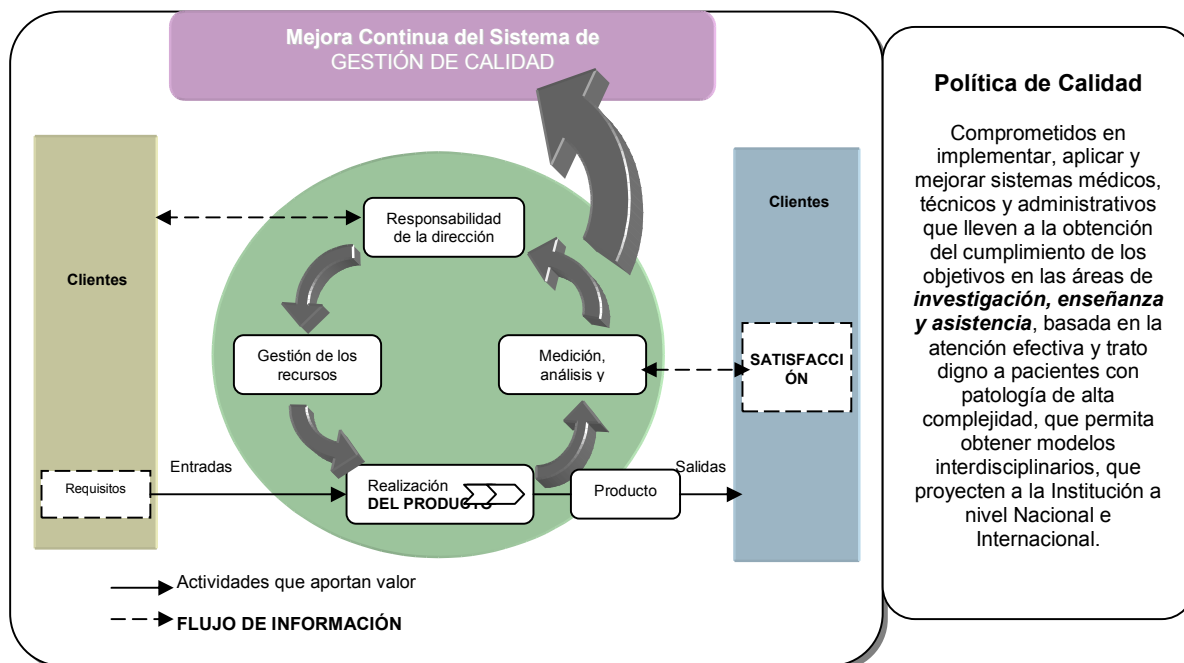 Mejora Continua del Sistema de
GESTIÓN DE CALIDAD
Clientes
Responsabilidad
de la dirección
Clientes
Gestión de los
recursos
Medición,
análisis y
SATISFACCI
ÓN
Entradas
Requisitos
Realización
DEL PRODUCTO
Producto
Salidas
Actividades que aportan valor
FLUJO DE INFORMACIÓN
Política de Calidad
Comprometidos en
implementar, aplicar y
mejorar sistemas médicos,
técnicos y administrativos
que lleven a la obtención
del cumplimiento de los
objetivos en las áreas de
investigación, enseñanza
y asistencia, basada en la
atención efectiva y trato
digno a pacientes con
patología de alta
complejidad, que permita
obtener modelos
interdisciplinarios, que
proyecten a la Institución a
nivel Nacional e
Internacional.